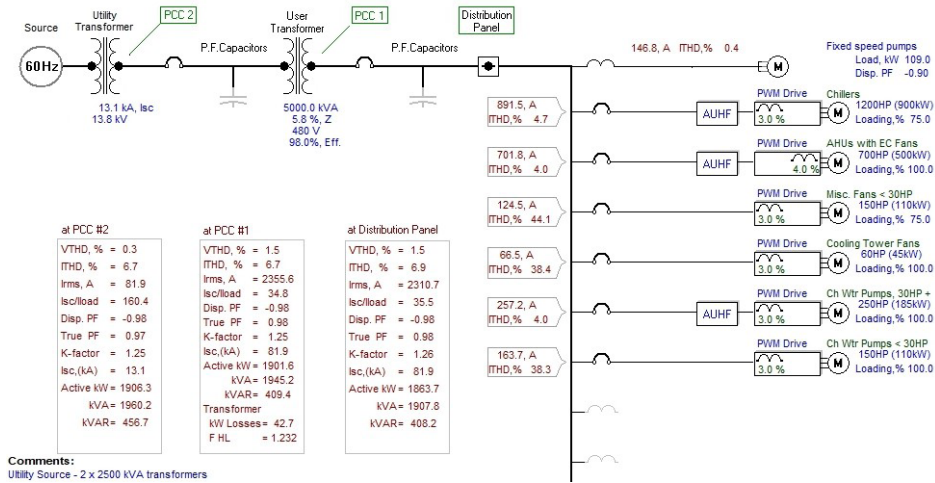 Source
Utility
Transformer
PCC 2
P.F.Capacitors
User
Transformer
PCC 1
P.F.Capacitors
Distribution
Panel
60Hz
13.1 kA, Isc
13.8 kV
5000.0 kVA
5.8 %, Z
480 V
98.0%, Eff.
146.8, A ITHD,% 0.4
M
Fixed speed pumps
Load, kW 109.0
Disp. PF -0.90
891.5, A
ITHD,% 4.7
AUHF
PWM Drive
3.0 %
M
Chillers
1200HP (900kW)
Loading,% 75.0
701.8, A
ITHD,% 4.0
AUHF
PWM Drive
4.0 %
M
AHUs with EC Fans
700HP (500kW)
Loading,% 100.0
124.5, A
ITHD,% 44.1
PWM Drive
3.0 %
M
Misc. Fans < 30HP
150HP (110kW)
Loading,% 75.0
66.5, A
ITHD,% 38.4
PWM Drive
3.0 %
M
Cooling Tower Fans
60HP (45kW)
Loading,% 100.0
257.2, A
ITHD,% 4.0
AUHF
PWM Drive
3.0 %
M
Ch Wtr Pumps, 30HP +
250HP (185kW)
Loading,% 100.0
163.7, A
ITHD,% 38.3
PWM Drive
3.0 %
M
Ch Wtr Pumps < 30HP
150HP (110kW)
Loading,% 100.0
at PCC #2
VTHD, % = 0.3
ITHD, % = 6.7
Irms, A = 81.9
Isc/Iload = 160.4
Disp. PF = -0.98
True PF = 0.97
K-factor = 1.25
Isc,(kA) = 13.1
Active kW = 1906.3
kVA = 1960.2
kVAR= 456.7
at PCC #1
VTHD, % = 1.5
ITHD, % = 6.7
Irms, A = 2355.6
Isc/Iload = 34.8
Disp. PF = -0.98
True PF = 0.98
K-factor = 1.25
Isc,(kA) = 81.9
Active kW = 1901.6
kVA= 1945.2
kVAR= 409.4
Transformer
kW Losses= 42.7
F HL = 1.232
at Distribution Panel
VTHD, % = 1.5
ITHD, % = 6.9
Irms, A = 2310.7
Isc/Iload = 35.5
Disp. PF = -0.98
True PF = 0.98
K-factor = 1.26
Isc,(kA) = 81.9
Active kW = 1863.7
kVA= 1907.8
kVAR= 408.2
Comments:
Utility Source - 2 x 2500 kVA transformers